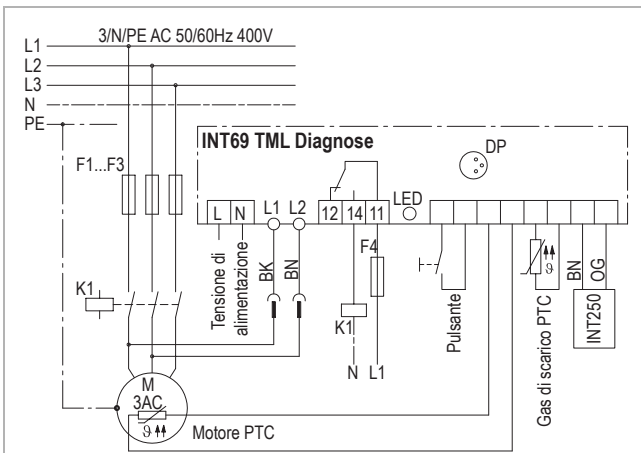 3/N/PE AC 50/60Hz 400V
L1
L2
L3
N
PE
INT69 TML Diagnose
DP
F1...F3
L N L1 L2 12 14 11 LED
F4
BK
BN
Tensione di
alimentazione
K1
K1
N L1
Pulsante
ϑ
Gas di scarico PTC
BN
OG
INT250
M
3AC
ϑ
Motore PTC